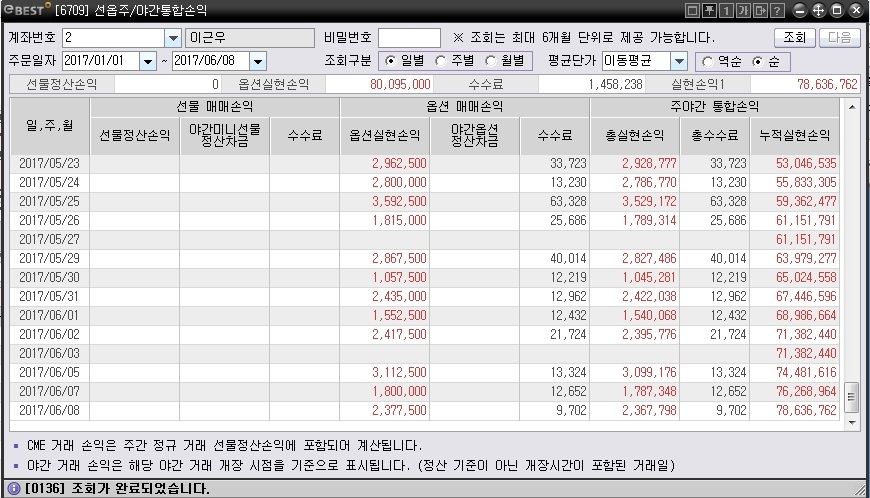 eBEST [6709] 선옵주/야간통합손익
계좌번호 2 이근우 비밀번호 ※ 조회는 최대 6개월 단위로 제공 가능합니다. 조회 다음
주문일자 2017/01/01 ~ 2017/06/08 조회구분 일별 주별 월별 평균단가 이동평균 역순 순
선물정산손익 0 옵션실현손익 80,095,000 수수료 1,458,238 실현손익1 78,636,762
일,주,월 선물 매매손익 옵션 매매손익 주야간 통합손익
선물정산손익 야간미니선물 정산차금 수수료 옵션실현손익 야간옵션 정산차금 수수료 총실현손익 총수수료 누적실현손익
2017/05/23 2,962,500 33,723 2,928,777 33,723 53,046,535
2017/05/24 2,800,000 13,230 2,786,770 13,230 55,833,305
2017/05/25 3,592,500 63,328 3,529,172 63,328 59,362,477
2017/05/26 1,815,000 25,686 1,789,314 25,686 61,151,791
2017/05/27 61,151,791
2017/05/29 2,867,500 40,014 2,827,486 40,014 63,979,277
2017/05/30 1,057,500 12,219 1,045,281 12,219 65,024,558
2017/05/31 2,435,000 12,962 2,422,038 12,962 67,446,596
2017/06/01 1,552,500 12,432 1,540,068 12,432 68,986,664
2017/06/02 2,417,500 21,724 2,395,776 21,724 71,382,440
2017/06/03 71,382,440
2017/06/05 3,112,500 13,324 3,099,176 13,324 74,481,616
2017/06/07 1,800,000 12,652 1,787,348 12,652 76,268,964
2017/06/08 2,377,500 9,702 2,367,798 9,702 78,636,762
CME 거래 손익은 주간 정규 거래 선물정산손익에 포함되어 계산됩니다.
야간 거래 손익은 해당 야간 거래 개장 시점을 기준으로 표시됩니다. (정산 기준이 아닌 개장시간이 포함된 거래일)
[0136] 조회가 완료되었습니다.